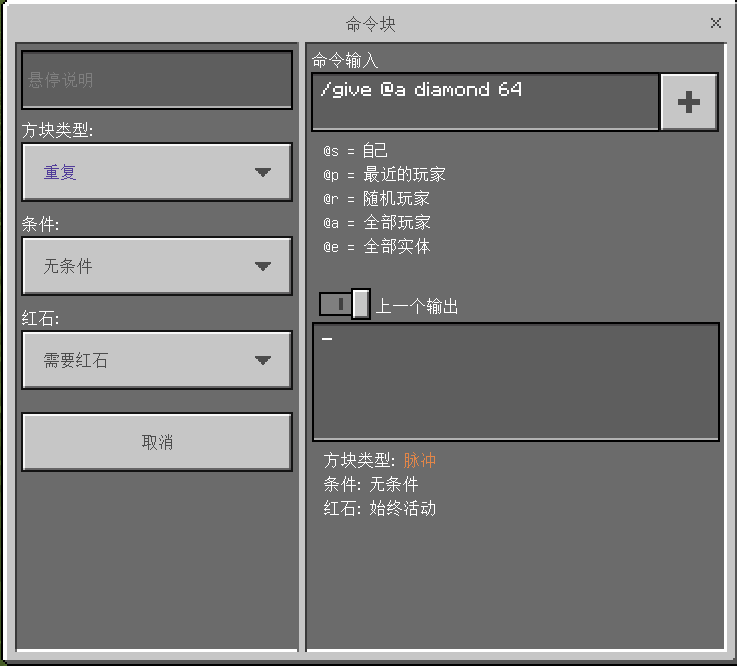 命令块
悬停说明
方块类型:
重复
条件:
无条件
红石:
需要红石
取消
命令输入
/give @a diamond 64
@s = 自己
@p = 最近的玩家
@r = 随机玩家
@a = 全部玩家
@e = 全部实体
上一个输出
-
方块类型: 脉冲
条件: 无条件
红石: 始终活动